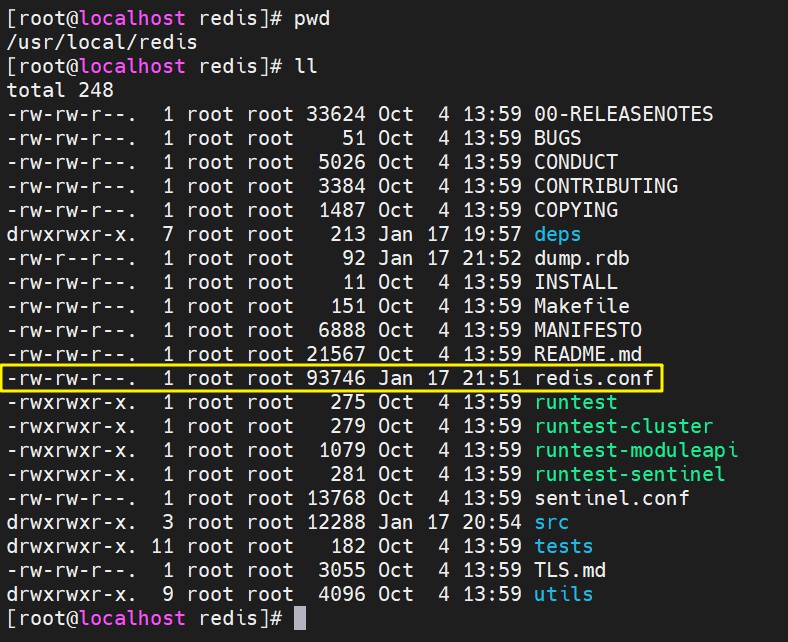 [root@localhost redis]# pwd
/usr/local/redis
[root@localhost redis]# ll
total 248
-rw-rw-r--.  1 root root 33624 Oct  4 13:59 00-RELEASENOTES
-rw-rw-r--.  1 root root    51 Oct  4 13:59 BUGS
-rw-rw-r--.  1 root root  5026 Oct  4 13:59 CONDUCT
-rw-rw-r--.  1 root root  3384 Oct  4 13:59 CONTRIBUTING
-rw-rw-r--.  1 root root  1487 Oct  4 13:59 COPYING
drwxrwxr-x.  7 root root   213 Jan 17 19:57 deps
-rw-r--r--.  1 root root    92 Jan 17 21:52 dump.rdb
-rw-rw-r--.  1 root root    11 Oct  4 13:59 INSTALL
-rw-rw-r--.  1 root root   151 Oct  4 13:59 Makefile
-rw-rw-r--.  1 root root  6888 Oct  4 13:59 MANIFESTO
-rw-rw-r--.  1 root root 21567 Oct  4 13:59 README.md
-rw-rw-r--.  1 root root 93746 Jan 17 21:51 redis.conf
-rwxrwxr-x.  1 root root   275 Oct  4 13:59 runtest
-rwxrwxr-x.  1 root root   279 Oct  4 13:59 runtest-cluster
-rwxrwxr-x.  1 root root  1079 Oct  4 13:59 runtest-moduleapi
-rwxrwxr-x.  1 root root   281 Oct  4 13:59 runtest-sentinel
-rw-rw-r--.  1 root root 13768 Oct  4 13:59 sentinel.conf
drwxrwxr-x.  3 root root 12288 Jan 17 20:54 src
drwxrwxr-x. 11 root root   182 Oct  4 13:59 tests
-rw-rw-r--.  1 root root  3055 Oct  4 13:59 TLS.md
drwxrwxr-x.  9 root root  4096 Oct  4 13:59 utils
[root@localhost redis]#